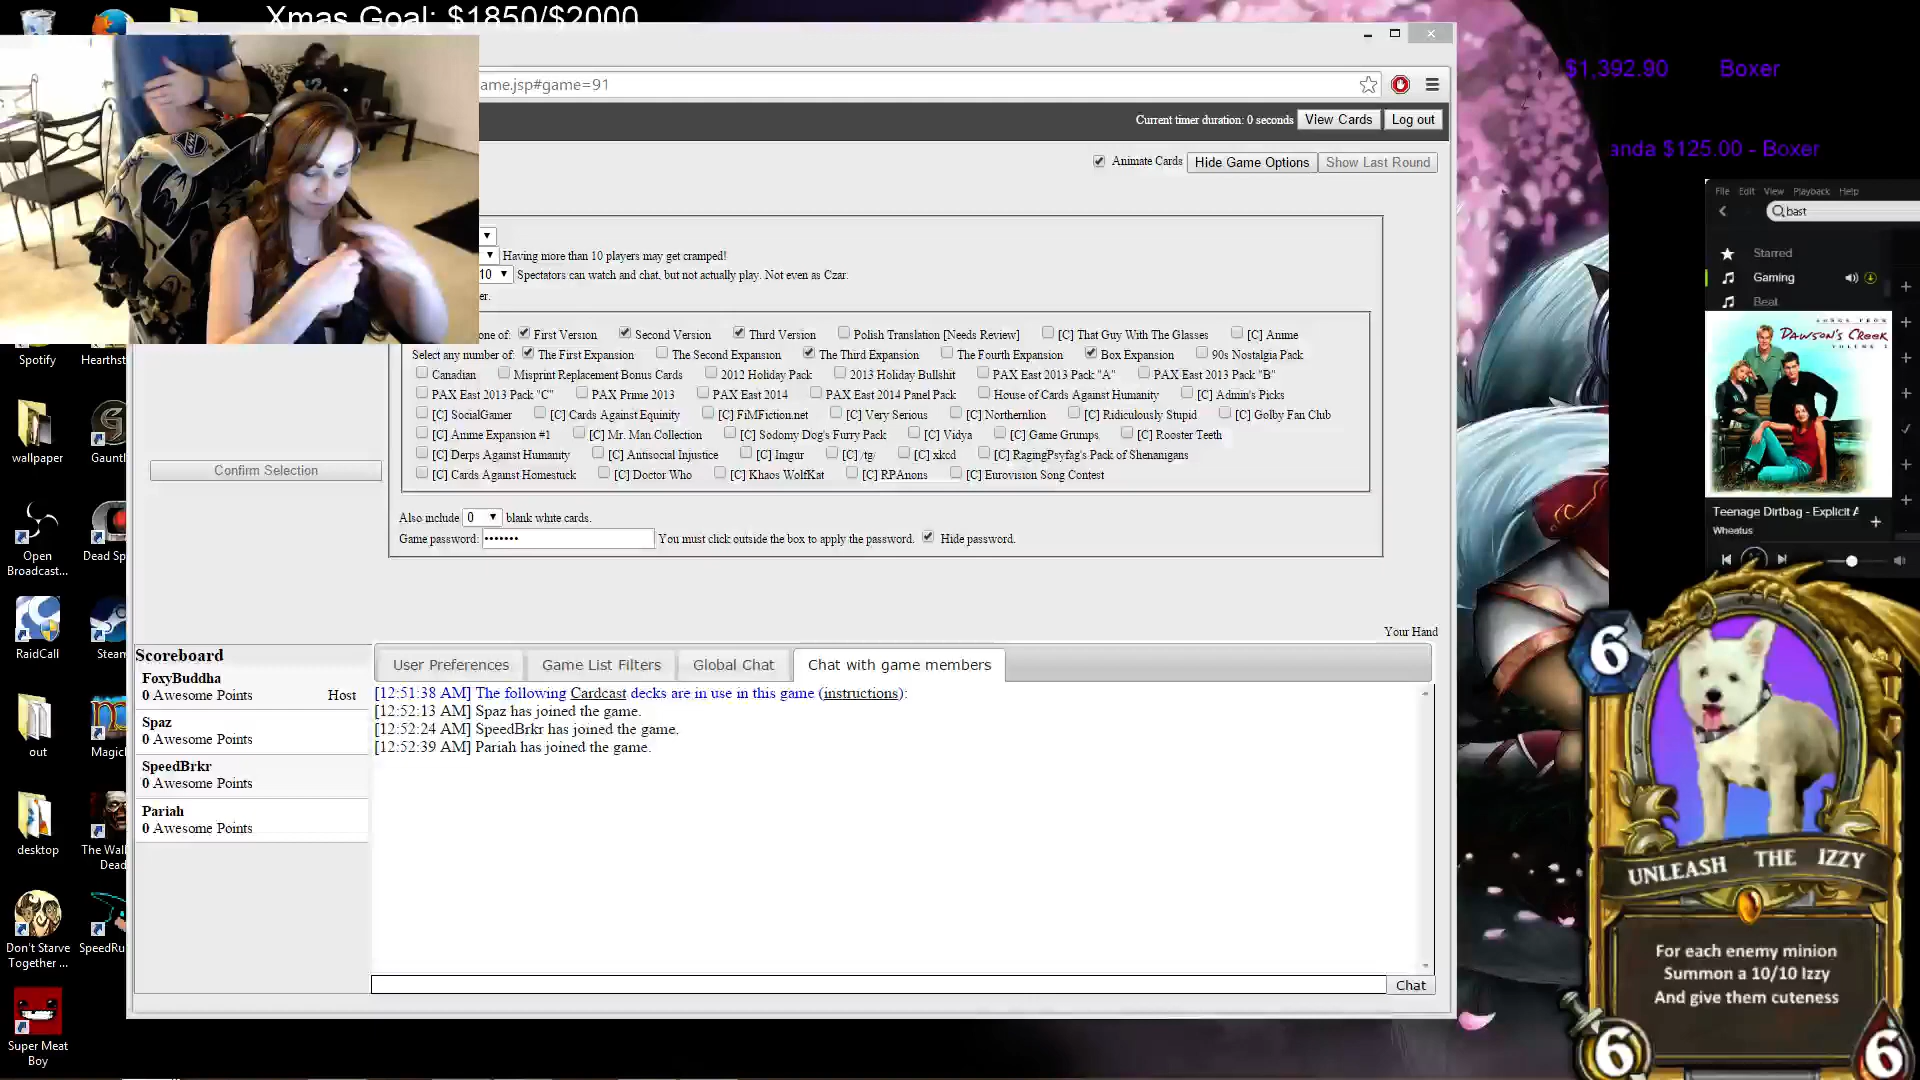 Xmas Goal: $1850/$2000
$1,392.90 Boxer
anda $125.00 - Boxer
ame.jsp#game=91
Current timer duration: 0 seconds View Cards Log out
Animate Cards Hide Game Options Show Last Round
Having more than 10 players may get cramped!
10 Spectators can watch and chat, but not actually play. Not even as Czar.
er.
one of: First Version Second Version Third Version Polish Translation [Needs Review] [C] That Guy With The Glasses [C] Anime
Select any number of: The First Expansion The Second Expansion The Third Expansion The Fourth Expansion Box Expansion 90s Nostalgia Pack
Canadian Misprint Replacement Bonus Cards 2012 Holiday Pack 2013 Holiday Bullshit PAX East 2013 Pack "A" PAX East 2013 Pack "B"
PAX East 2013 Pack "C" PAX Prime 2013 PAX East 2014 PAX East 2014 Panel Pack House of Cards Against Humanity [C] Admin's Picks
[C] SocialGamer [C] Cards Against Equinity [C] FiMFiction.net [C] Very Serious [C] Northernlion [C] Ridiculously Stupid [C] Golby Fan Club
[C] Anime Expansion #1 [C] Mr. Man Collection [C] Sodomy Dog's Furry Pack [C] Vidya [C] Game Grumps [C] Rooster Teeth
[C] Derps Against Humanity [C] Antisocial Injustice [C] Imgur [C] /tg/ [C] xkcd [C] RagingPsyfag's Pack of Shenanigans
[C] Cards Against Homestuck [C] Doctor Who [C] Khaos WolfKat [C] RPAnons [C] Eurovision Song Contest
Confirm Selection
Also include 0 blank white cards.
Game password: ••••••• You must click outside the box to apply the password. Hide password.
Your Hand
Scoreboard
FoxyBuddha
0 Awesome Points Host
Spaz
0 Awesome Points
SpeedBrkr
0 Awesome Points
Pariah
0 Awesome Points
User Preferences Game List Filters Global Chat Chat with game members
[12:51:38 AM] The following Cardcast decks are in use in this game (instructions):
[12:52:13 AM] Spaz has joined the game.
[12:52:24 AM] SpeedBrkr has joined the game.
[12:52:39 AM] Pariah has joined the game.
Chat
Spotify Hearthst
wallpaper Gaunt
Open Broadcast... Dead Sp
RaidCall Steam
out Magic
desktop The Wal
Dead
Don't Starve Together ... SpeedRu
Super Meat Boy
File Edit View Playback Help
bast
Starred
Gaming
Beat
SONGS FROM
DAWSON'S CREEK
VOLUME 2
Teenage Dirtbag - Explicit A
Wheatus
6
UNLEASH THE IZZY
For each enemy minion
Summon a 10/10 Izzy
And give them cuteness
6 6